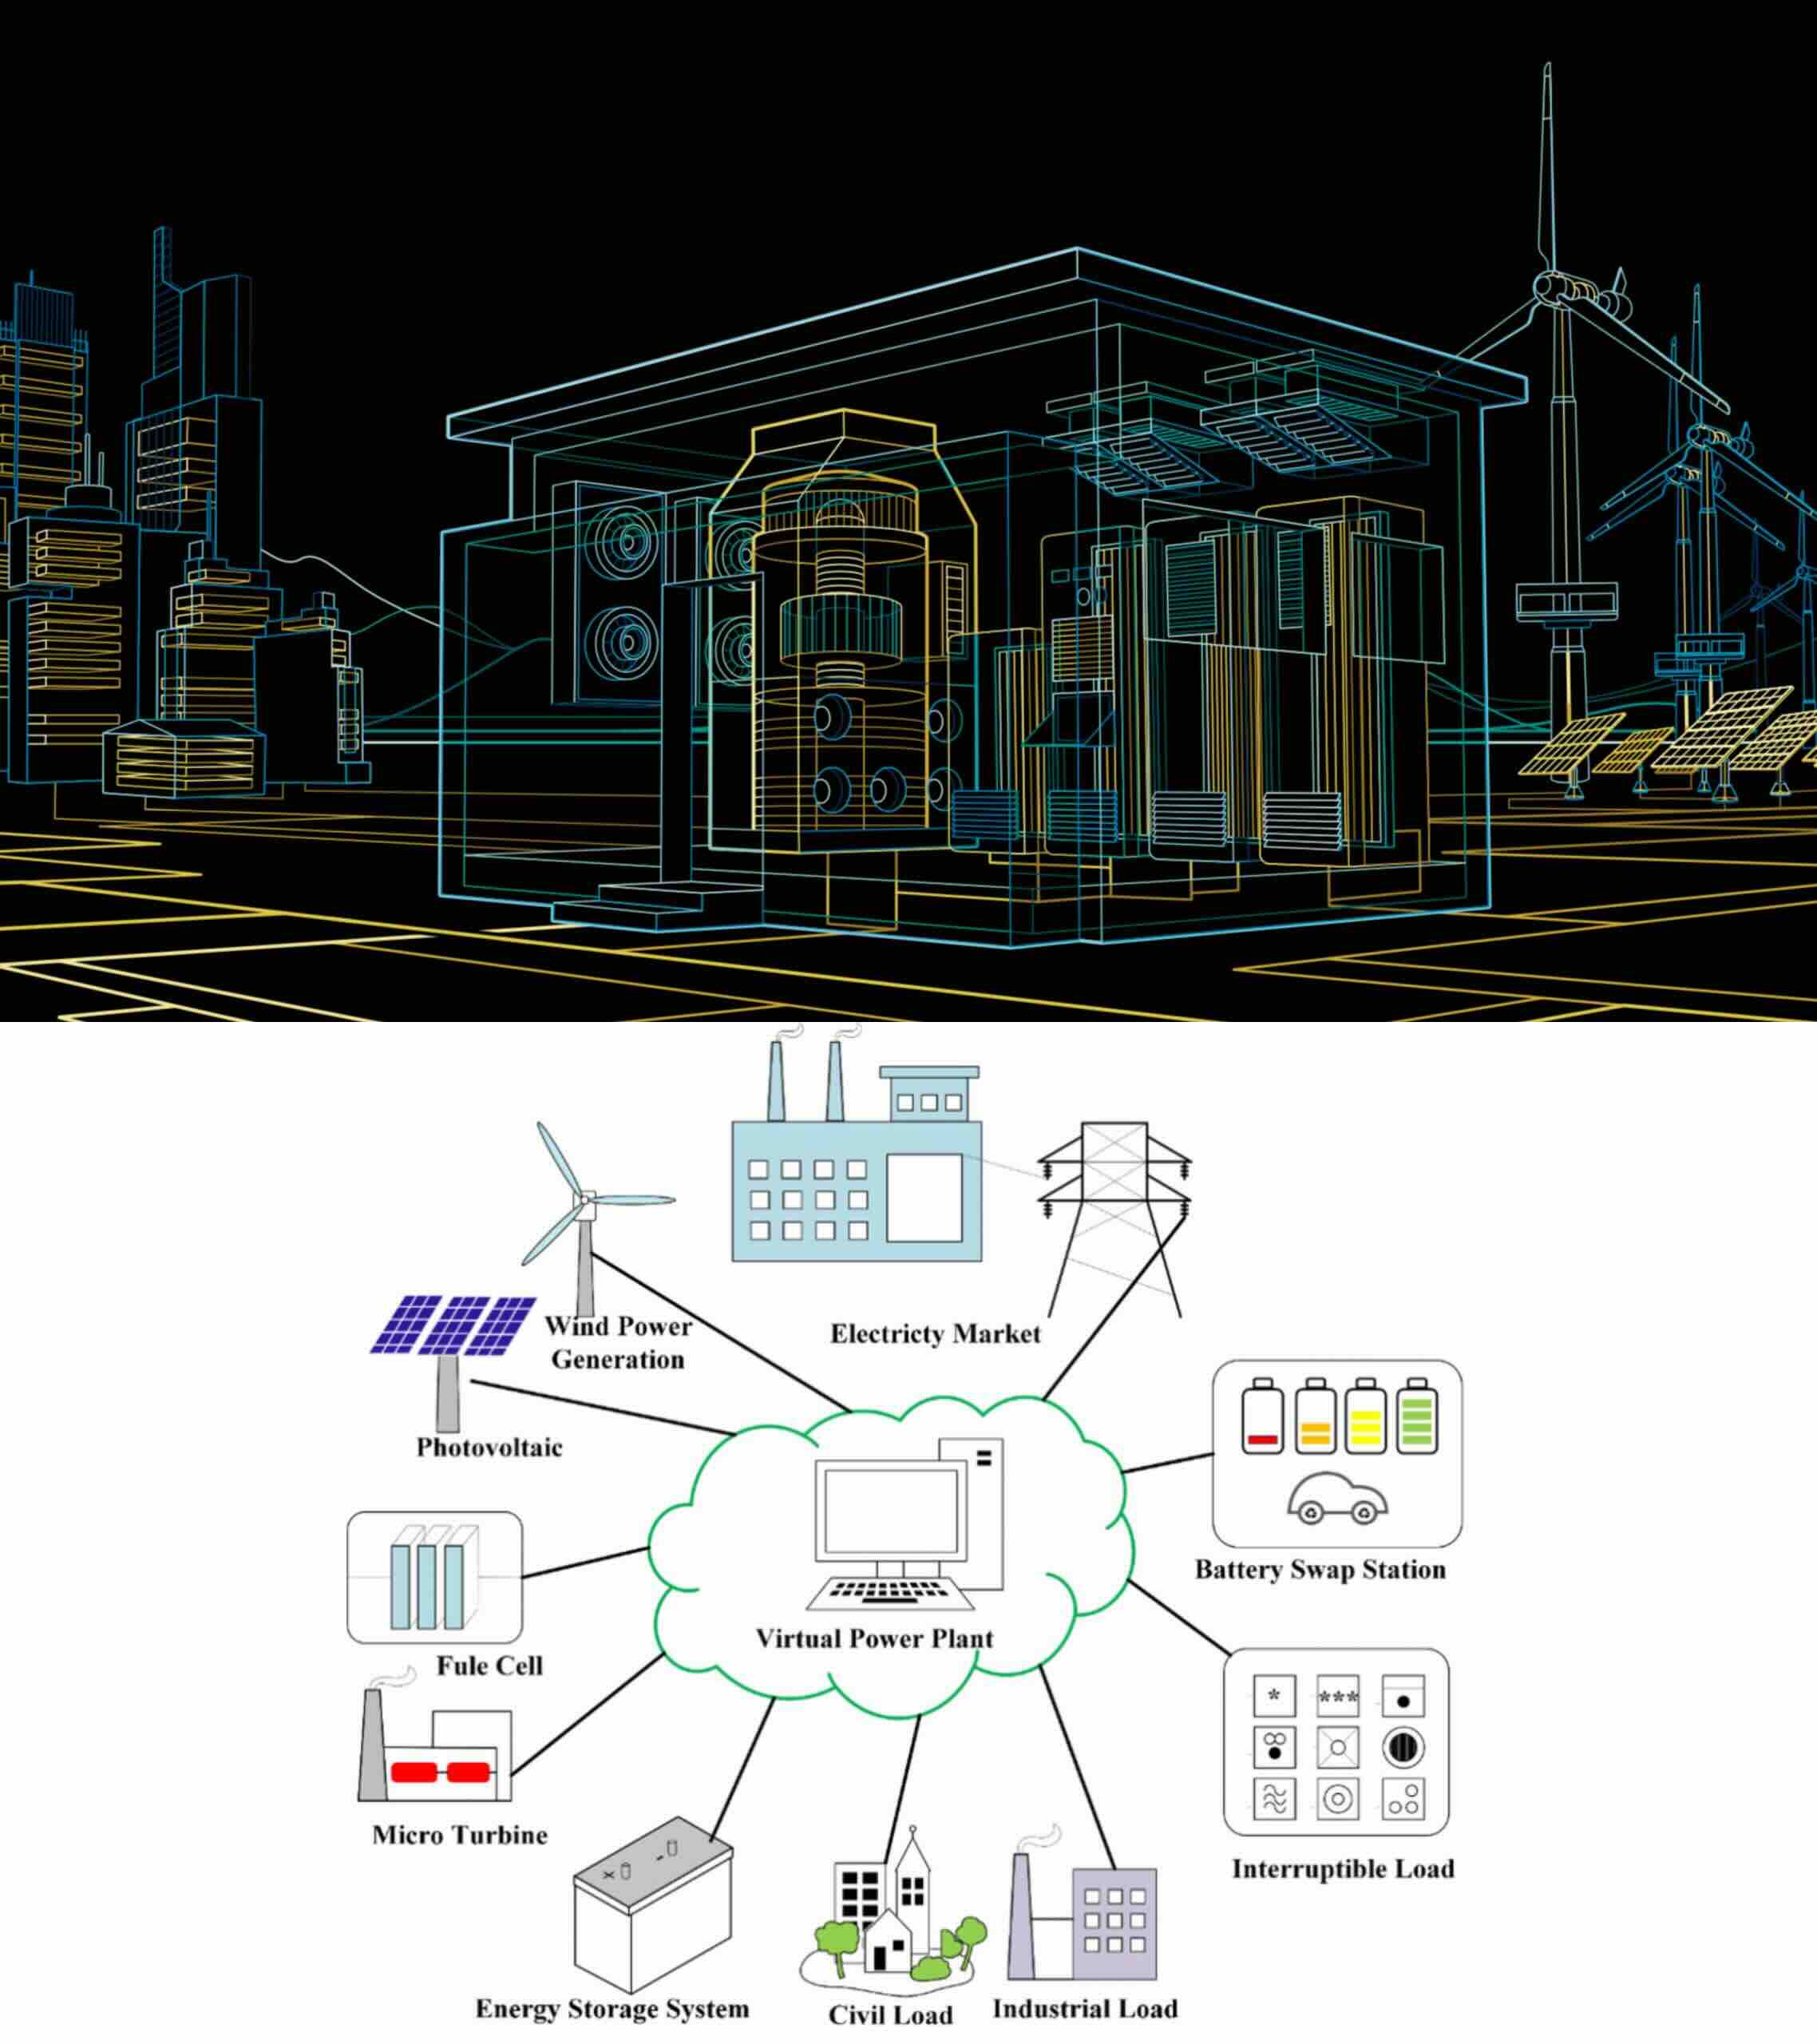 Wind Power
Generation
Electricty Market
Photovoltaic
Battery Swap Station
Virtual Power Plant
Fule Cell
Micro Turbine
Interruptible Load
Energy Storage System
Civil Load
Industrial Load